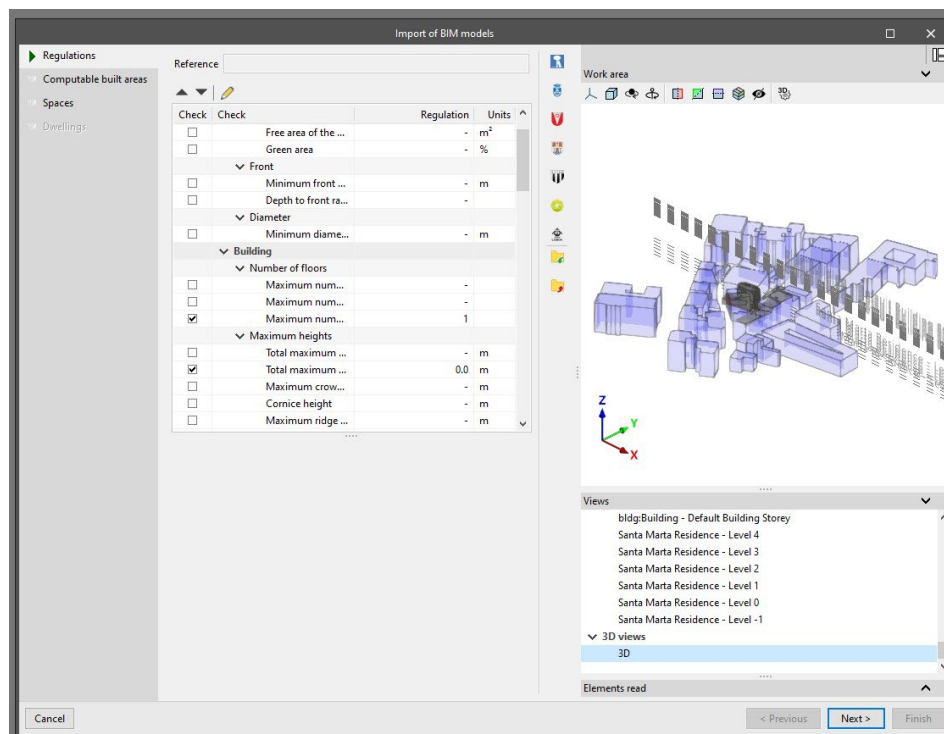 Import of BIM models
Regulations
Computable built areas
Spaces
Dwellings
Reference
Check Check Regulation Units
Free area of the ... - m²
Green area - %
Front
Minimum front ... - m
Depth to front ra... -
Diameter
Minimum diame... - m
Building
Number of floors
Maximum num... -
Maximum num... -
Maximum num... 1
Maximum heights
Total maximum ... - m
Total maximum ... 0.0 m
Maximum crow... - m
Cornice height - m
Maximum ridge ... - m
Work area
3D
Z
Y
X
Views
bldg:Building - Default Building Storey
Santa Marta Residence - Level 4
Santa Marta Residence - Level 3
Santa Marta Residence - Level 2
Santa Marta Residence - Level 1
Santa Marta Residence - Level 0
Santa Marta Residence - Level -1
3D views
3D
Elements read
Cancel
< Previous
Next >
Finish